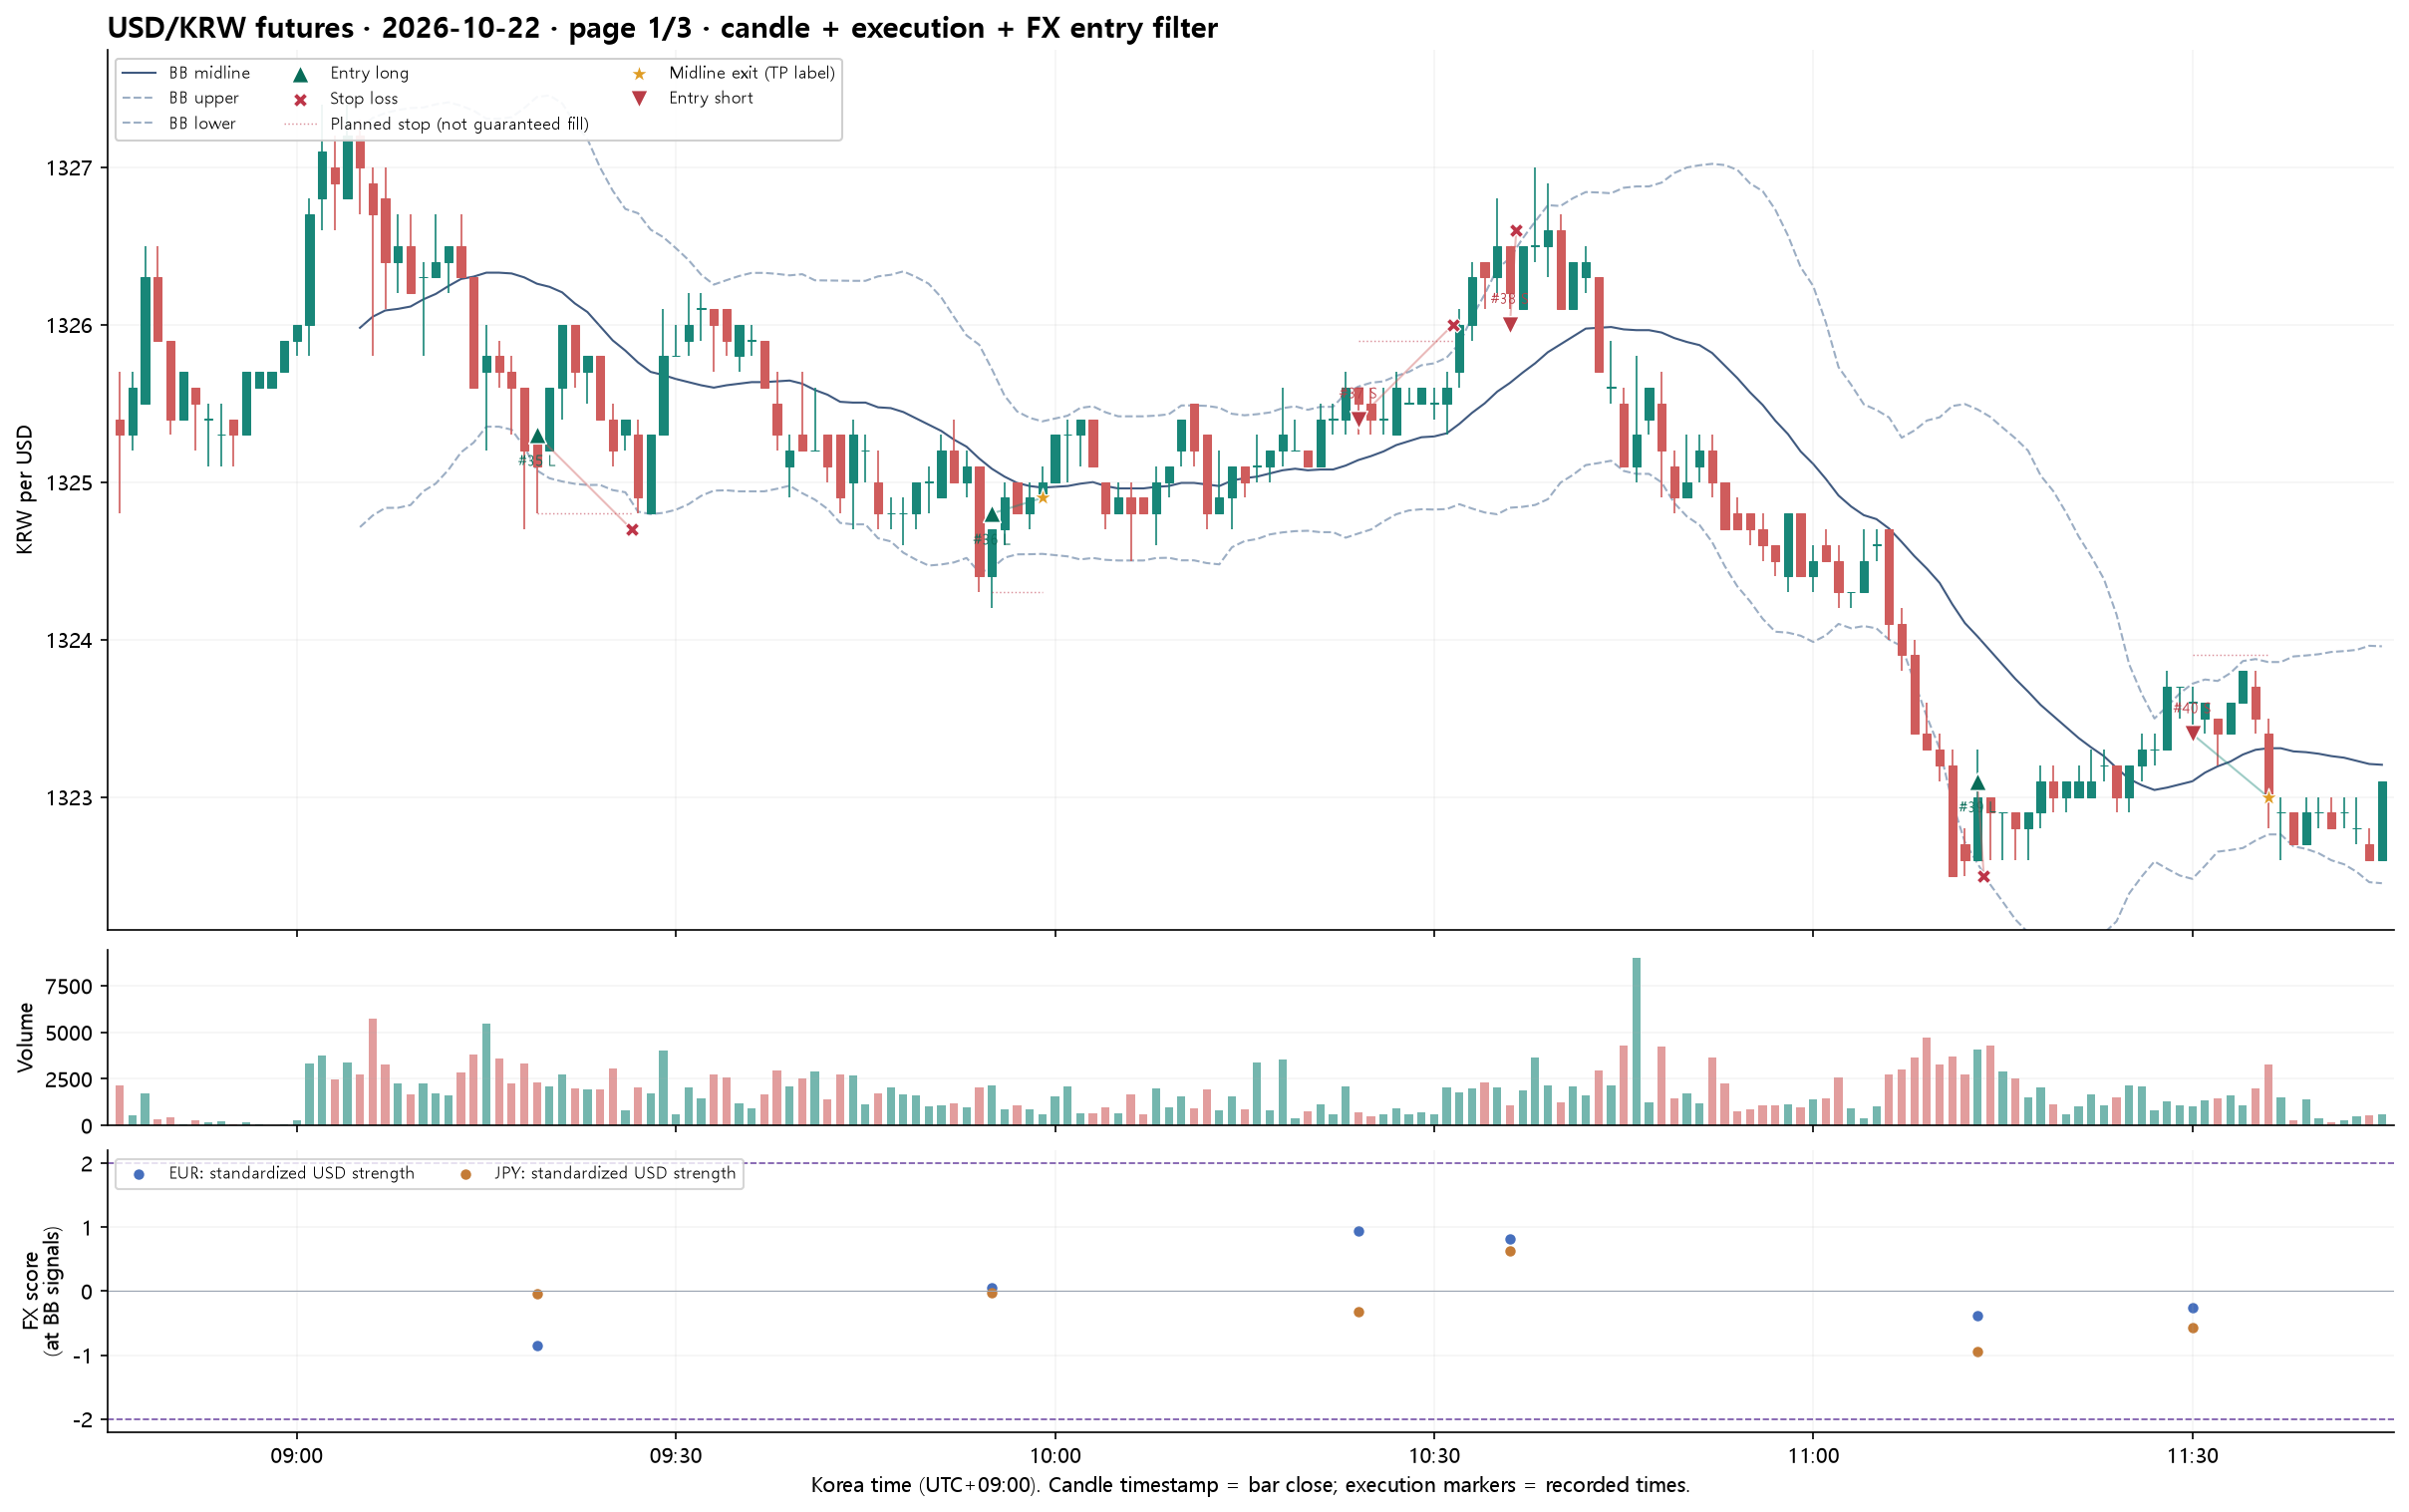 USD/KRW futures · 2026-10-22 · page 1/3 · candle + execution + FX entry filter
BB midline
BB upper
BB lower
Entry long
Stop loss
Planned stop (not guaranteed fill)
Midline exit (TP label)
Entry short
KRW per USD
1327
1326
1325
1324
1323
#35 L
#36 L
#37 S
#38
#39 L
#40
Volume
7500
5000
2500
0
EUR: standardized USD strength
JPY: standardized USD strength
FX score
(at BB signals)
2
1
0
-1
-2
09:00
09:30
10:00
10:30
11:00
11:30
Korea time (UTC+09:00). Candle timestamp = bar close; execution markers = recorded times.